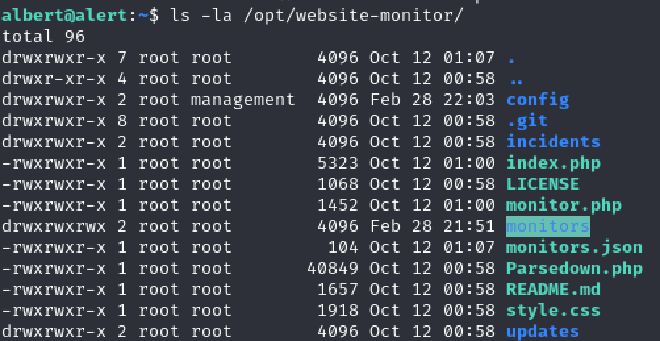 albert@alert:~$ ls -la /opt/website-monitor/
total 96
drwxrwxr-x 7 root root 4096 Oct 12 01:07 .
drwxr-xr-x 4 root root 4096 Oct 12 00:58 ..
drwxrwxr-x 2 root management 4096 Feb 28 22:03 config
drwxrwxr-x 8 root root 4096 Oct 12 00:58 .git
drwxrwxr-x 2 root root 4096 Oct 12 00:58 incidents
-rwxrwxr-x 1 root root 5323 Oct 12 01:00 index.php
-rwxrwxr-x 1 root root 1068 Oct 12 00:58 LICENSE
-rwxrwxr-x 1 root root 1452 Oct 12 01:00 monitor.php
drwxrwxrwx 2 root root 4096 Feb 28 21:51 monitors
-rwxrwxr-x 1 root root 104 Oct 12 01:07 monitors.json
-rwxrwxr-x 1 root root 40849 Oct 12 00:58 Parsedown.php
-rwxrwxr-x 1 root root 1657 Oct 12 00:58 README.md
-rwxrwxr-x 1 root root 1918 Oct 12 00:58 style.css
drwxrwxr-x 2 root root 4096 Oct 12 00:58 updates